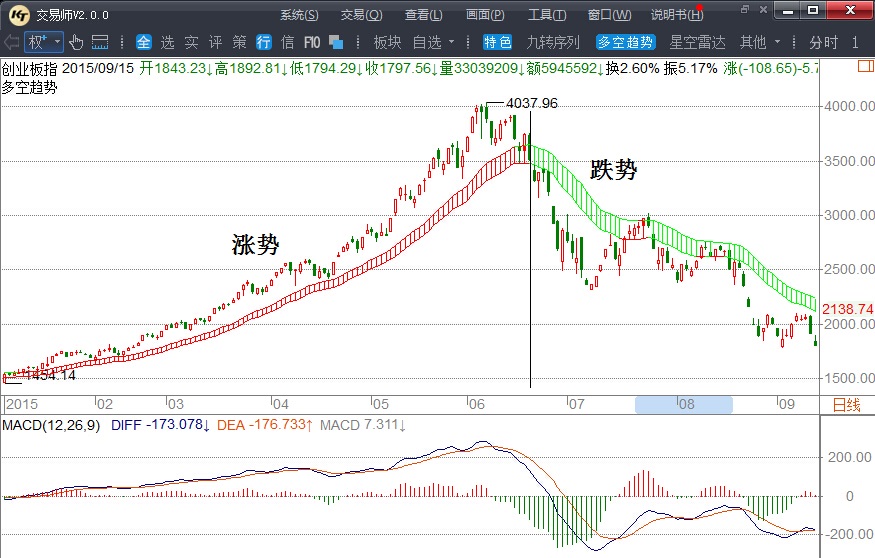 KT 交易师V2.0.0 系统(S) 交易(Q) 查看(L) 画面(P) 工具(T) 窗口(W) 说明书(H)
权 全 选 实 评 策 行 信 F10 板块 自选 特色 九转序列 多空趋势 星空雷达 其他 分时 1
创业板指 2015/09/15 开1843.23↓高1892.81↓低1794.29↓收1797.56↓量33039209↓额5945592↓换2.60% 振5.17% 涨(-108.65)-5.7
多空趋势
4037.96
4000.00
跌势
3500.00
3000.00
涨势
2500.00
2138.74
2000.00
1454.14
1500.00
2015 02 03 04 05 06 07 08 09 日线
MACD(12,26,9) DIFF -173.078↓ DEA -176.733↑ MACD 7.311↓
200.00
0
-200.00